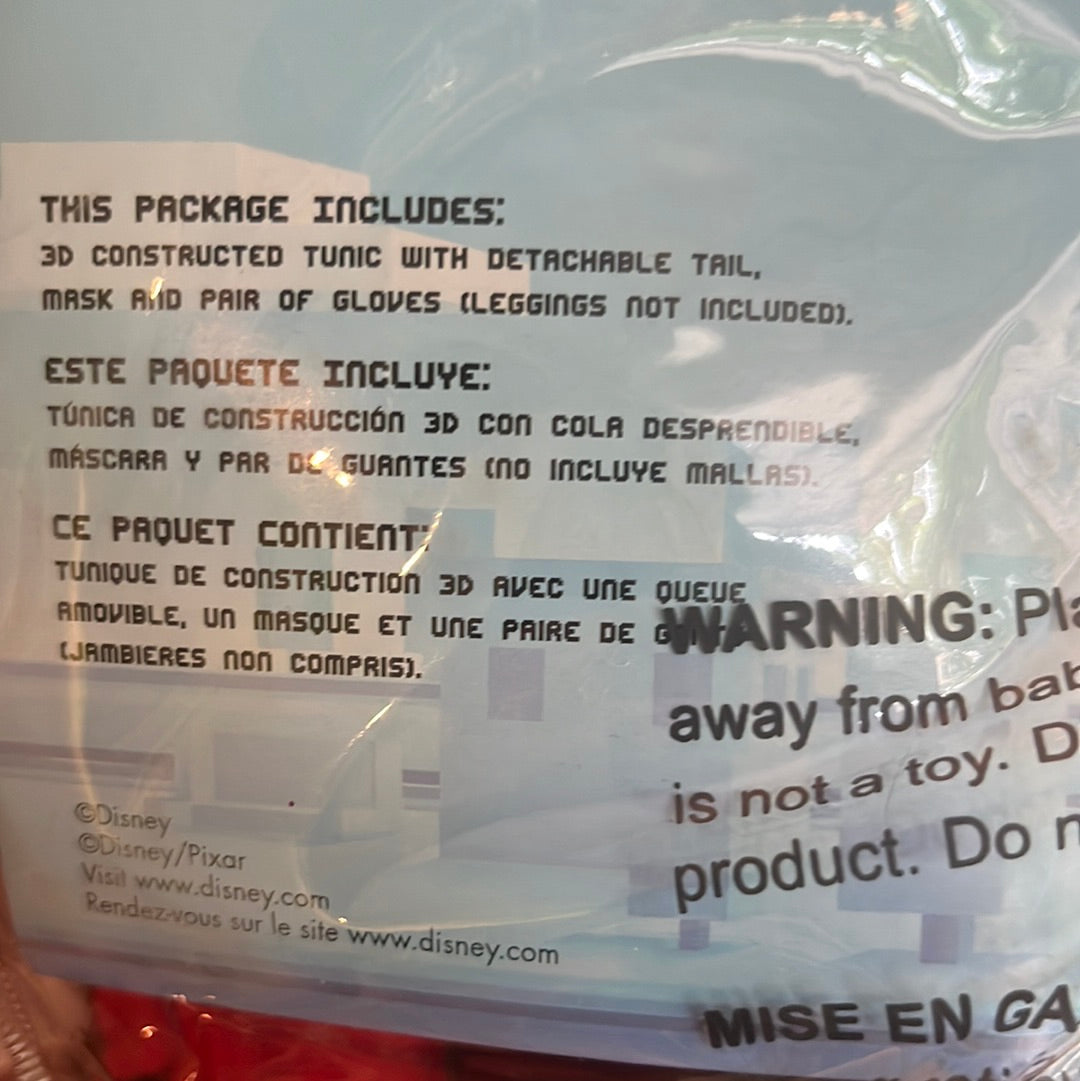 THIS PACKAGE INCLUDES:
3D CONSTRUCTED TUNIC WITH DETACHABLE TAIL,
MASK AND PAIR OF GLOVES (LEGGINGS NOT INCLUDED).
ESTE PAQUETE INCLUYE:
TÚNICA DE CONSTRUCCIÓN 3D CON COLA DESPRENDIBLE,
MÁSCARA Y PAR DE GUANTES (NO INCLUYE MALLAS).
CE PAQUET CONTIENT:
TUNIQUE DE CONSTRUCTION 3D AVEC UNE QUEUE
AMOVIBLE, UN MASQUE ET UNE PAIRE DE
(JAMBIERES NON COMPRIS).
©Disney
©Disney/Pixar
Visit www.disney.com
Rendez-vous sur le site www.disney.com
WARNING:
away from
is not a toy.
product. Do
MISE EN